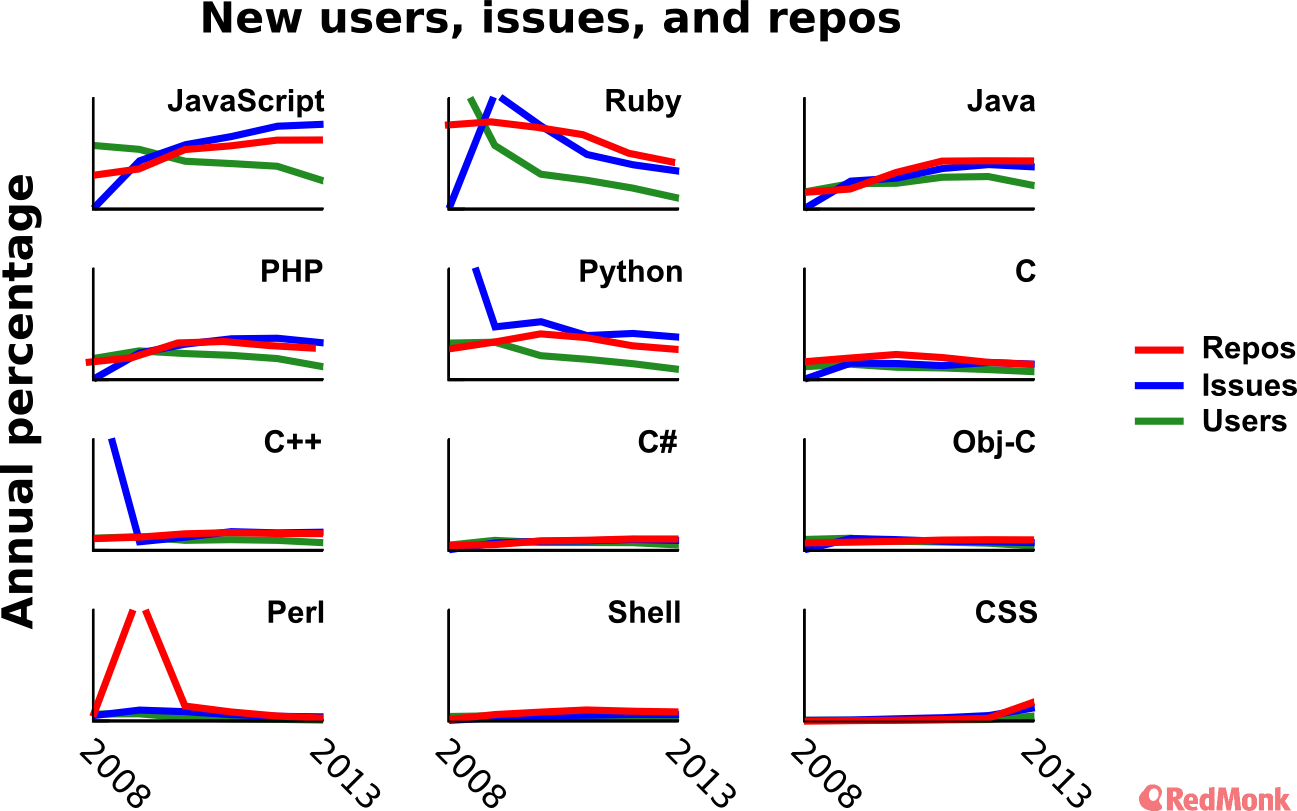 New users, issues, and repos
Annual percentage
JavaScript
Ruby
Java
PHP
Python
C
C++
C#
Obj-C
Perl
Shell
CSS
2008
2013
2008
2013
2008
2013
Repos
Issues
Users
RedMonk